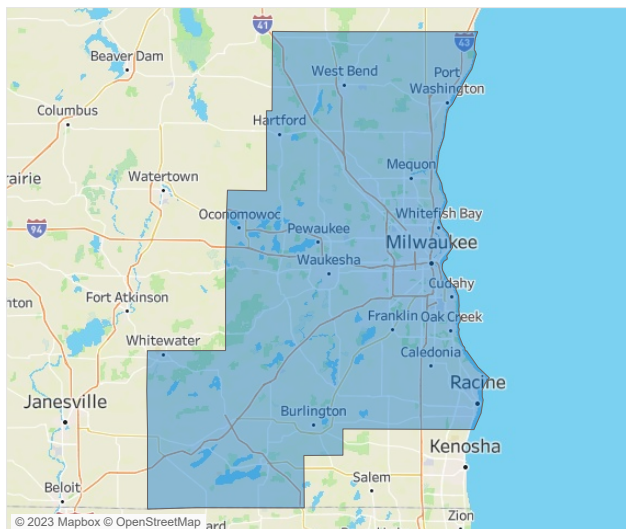 41
43
Beaver Dam
West Bend
Port
Washington
Columbus
Hartford
Mequon
rairie
Watertown
Oconomowoc
Whitefish Bay
94
Pewaukee
Milwaukee
Waukesha
Cudahy
nton
Fort Atkinson
Franklin
Oak Creek
Whitewater
Caledonia
Racine
Janesville
Burlington
Kenosha
Salem
Beloit
Zion
© 2023 Mapbox © OpenStreetMap
ard